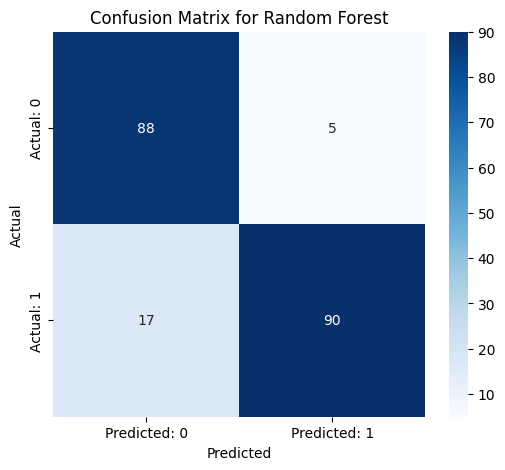 Confusion Matrix for Random Forest
Actual
Actual: 0
88
5
Actual: 1
17
90
Predicted: 0
Predicted: 1
Predicted
90
80
70
60
50
40
30
20
10